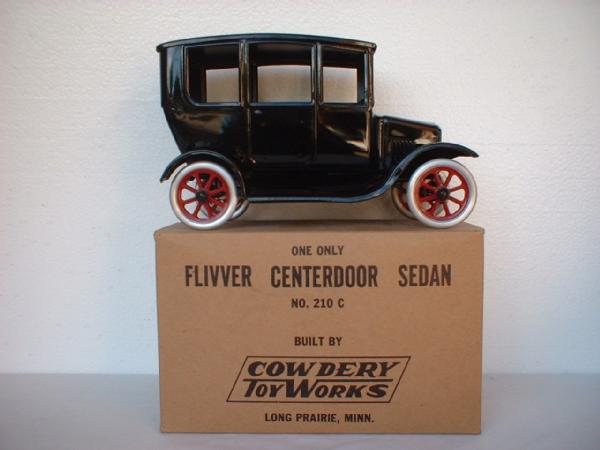 ONE ONLY
FLIVVER CENTERDOOR SEDAN
NO. 210 C
BUILT BY
COWDERY
TOYWORKS
LONG PRAIRIE, MINN.